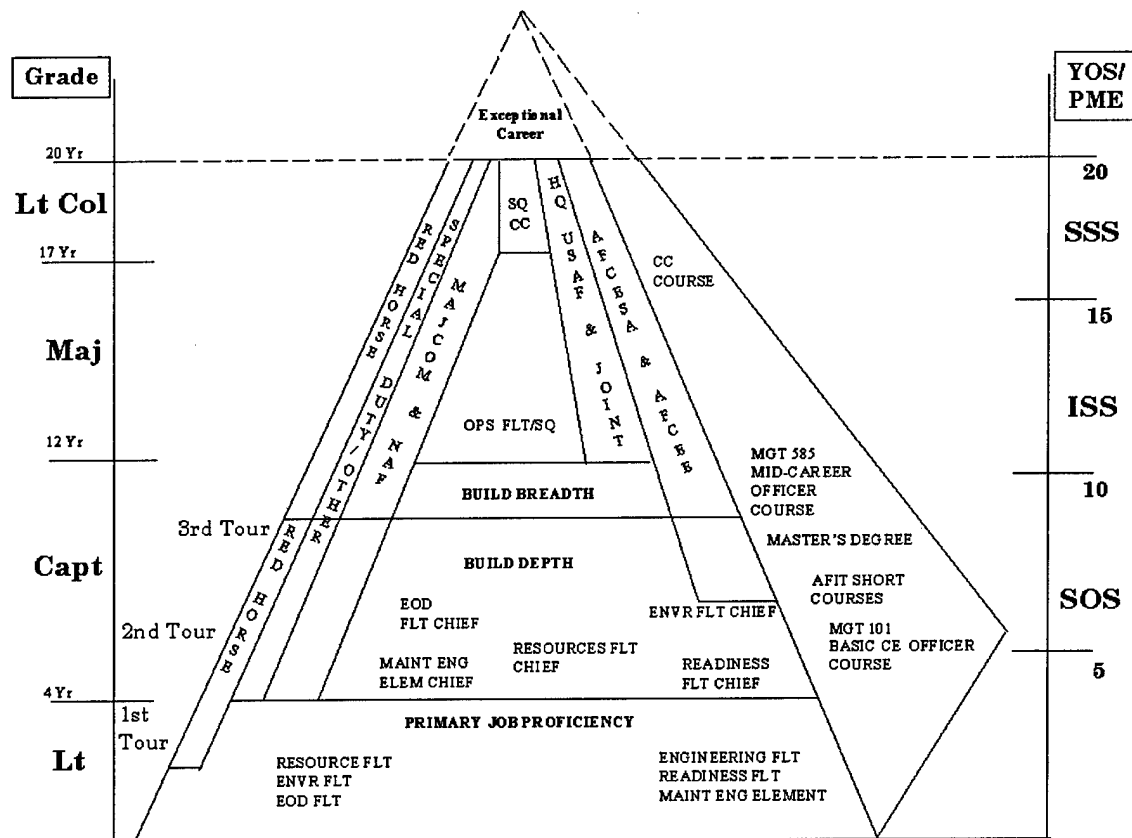 Grade
YOS/
PME
Exceptional
Career
20 Yr
20
Lt Col
SQ
CC
SSS
17 Yr
CC
COURSE
15
Maj
ISS
OPS FLT/SQ
12 Yr
10
RED HORSE
SPECIAL DUTY/OTHER
MAJCOM & NAF
HQ USAF & JOINT
AFCESA & AFCEE
MGT 585
MID-CAREER
OFFICER
COURSE
BUILD BREADTH
3rd Tour
MASTER'S DEGREE
Capt
BUILD DEPTH
AFIT SHORT
COURSES
SOS
EOD
FLT CHIEF
ENVR FLT CHIEF
RED HORSE
2nd Tour
MGT 101
BASIC CE OFFICER
COURSE
RESOURCES FLT
CHIEF
MAINT ENG
ELEM CHIEF
READINESS
FLT CHIEF
5
4 Yr
1st
Tour
PRIMARY JOB PROFICIENCY
Lt
RESOURCE FLT
ENVR FLT
EOD FLT
ENGINEERING FLT
READINESS FLT
MAINT ENG ELEMENT